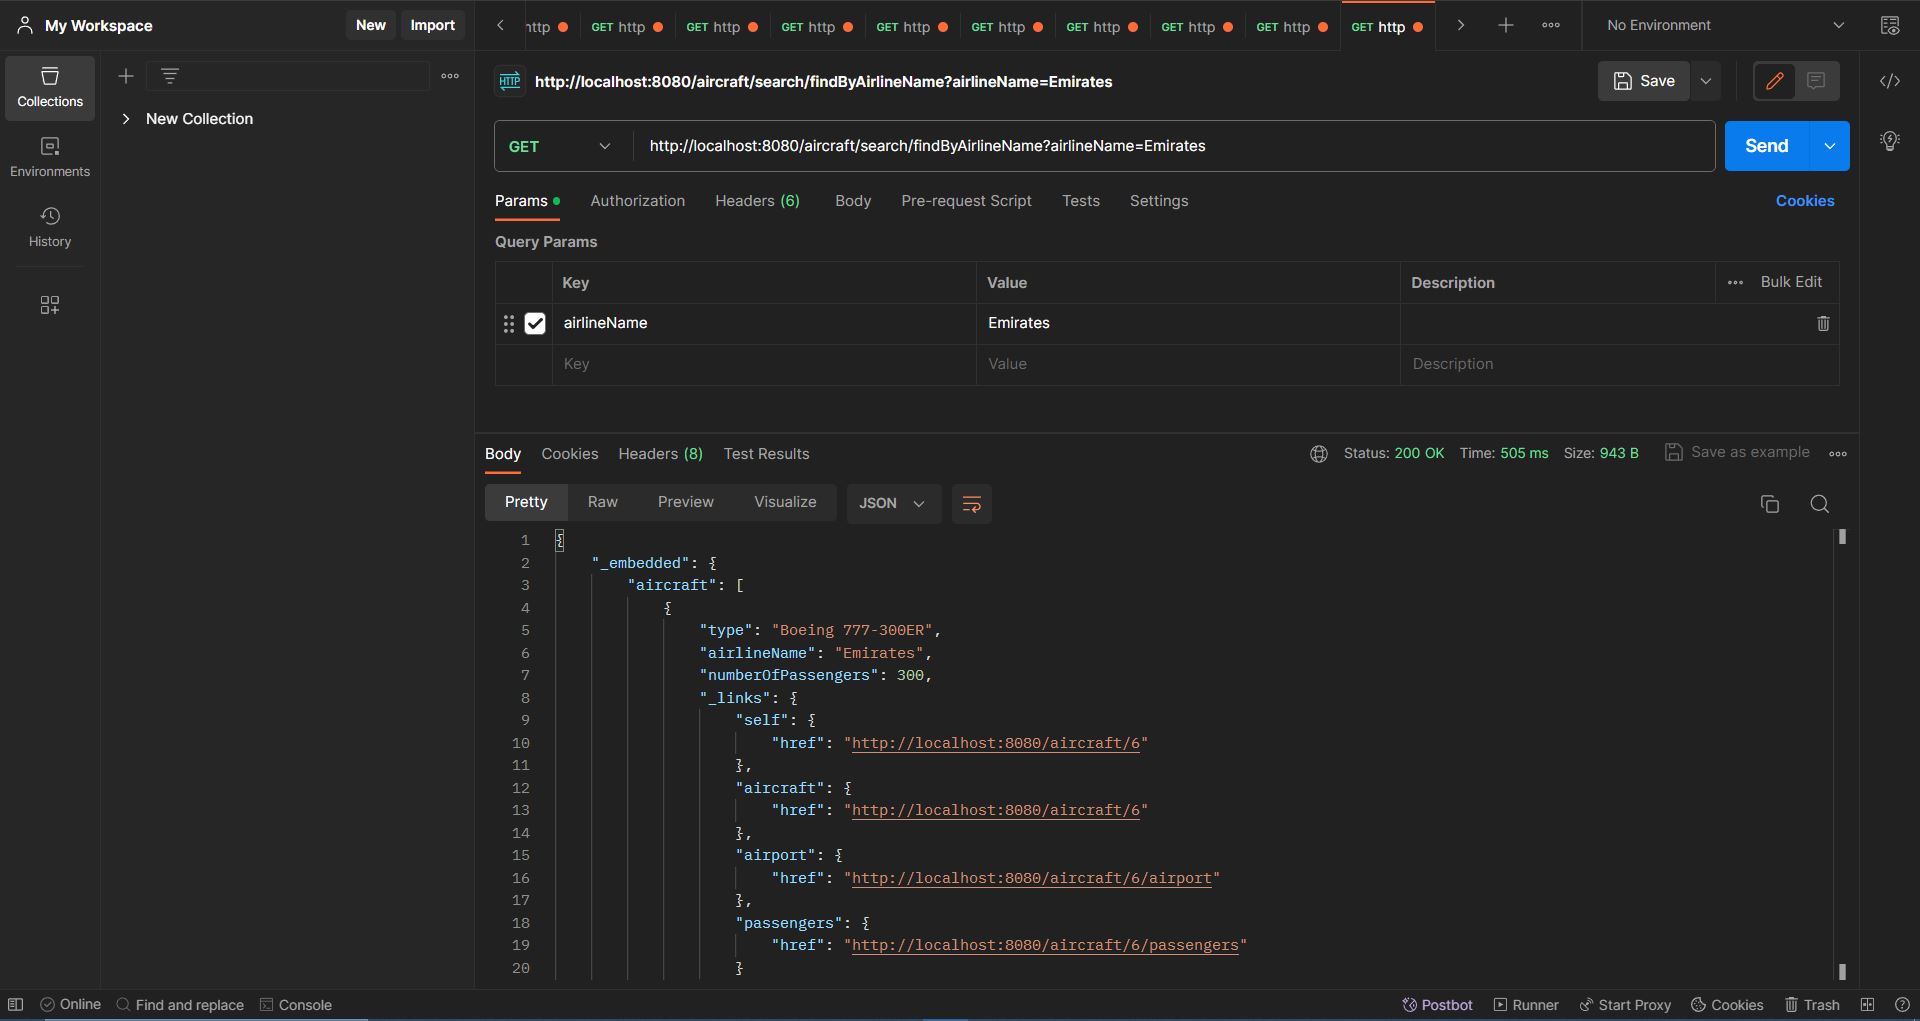 My Workspace New Import
http GET http GET http GET http GET http GET http GET http GET http GET http GET http No Environment
Collections
Environments
History
New Collection
HTTP http://localhost:8080/aircraft/search/findByAirlineName?airlineName=Emirates Save
GET http://localhost:8080/aircraft/search/findByAirlineName?airlineName=Emirates Send
Params Authorization Headers (6) Body Pre-request Script Tests Settings Cookies
Query Params
Key Value Description Bulk Edit
airlineName Emirates
Key Value Description
Body Cookies Headers (8) Test Results Status: 200 OK Time: 505 ms Size: 943 B Save as example
Pretty Raw Preview Visualize JSON
1 {
2 "_embedded": {
3 "aircraft": [
4 {
5 "type": "Boeing 777-300ER",
6 "airlineName": "Emirates",
7 "numberOfPassengers": 300,
8 "_links": {
9 "self": {
10 "href": "http://localhost:8080/aircraft/6"
11 },
12 "aircraft": {
13 "href": "http://localhost:8080/aircraft/6"
14 },
15 "airport": {
16 "href": "http://localhost:8080/aircraft/6/airport"
17 },
18 "passengers": {
19 "href": "http://localhost:8080/aircraft/6/passengers"
20 }
Online Find and replace Console Postbot Runner Start Proxy Cookies Trash